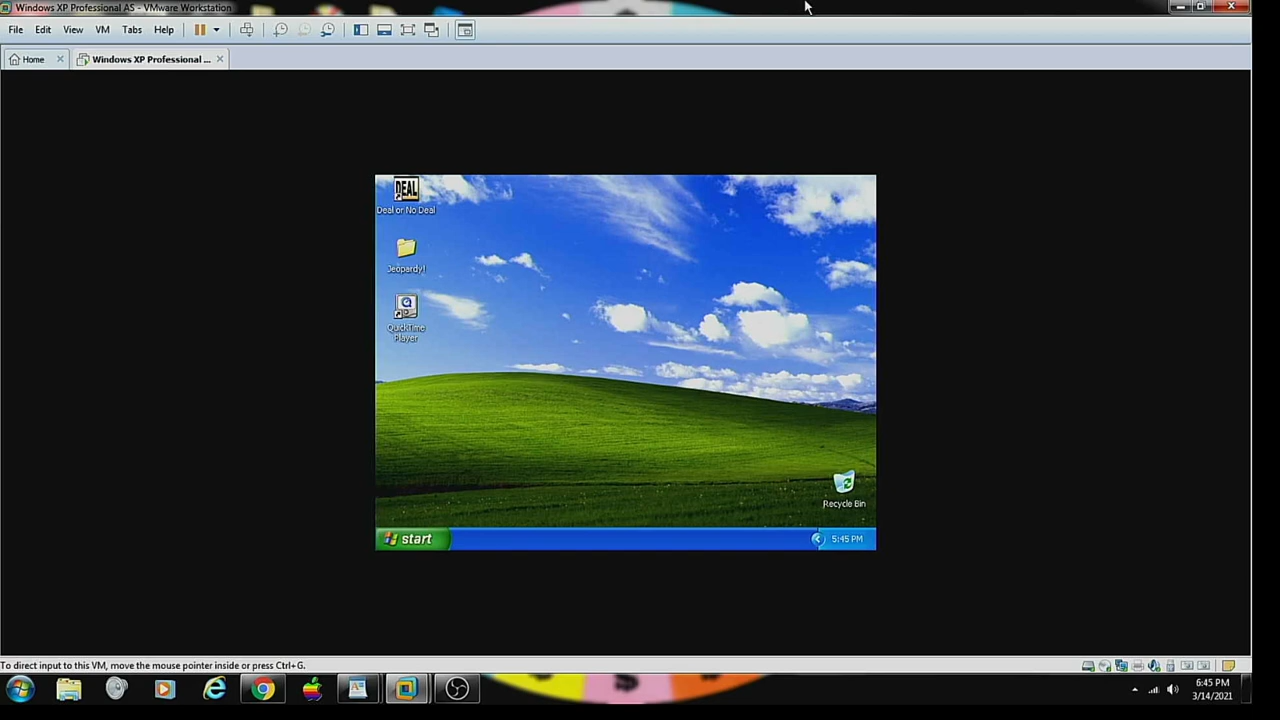 Windows XP Professional AS - VMware Workstation
File Edit View VM Tabs Help
Home
Windows XP Professional ...
DEAL
Deal or No Deal
Jeopardy!
QuickTime
Player
Recycle Bin
start
5:45 PM
To direct input to this VM, move the mouse pointer inside or press Ctrl+G.
6:45 PM
3/14/2021